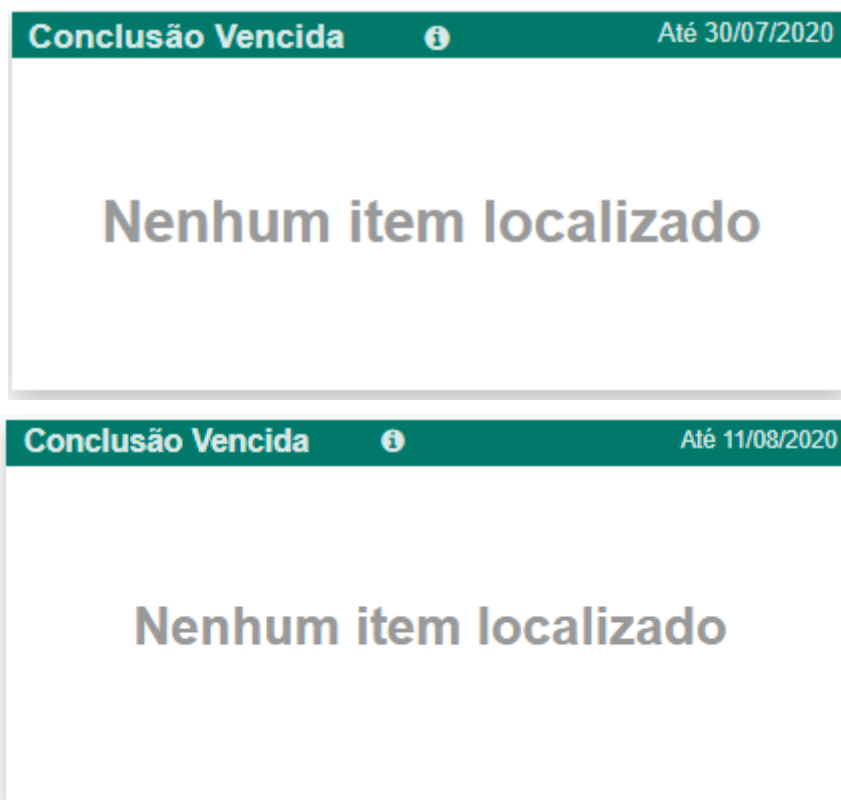 Conclusão Vencida Até 30/07/2020
Nenhum item localizado
Conclusão Vencida Até 11/08/2020
Nenhum item localizado